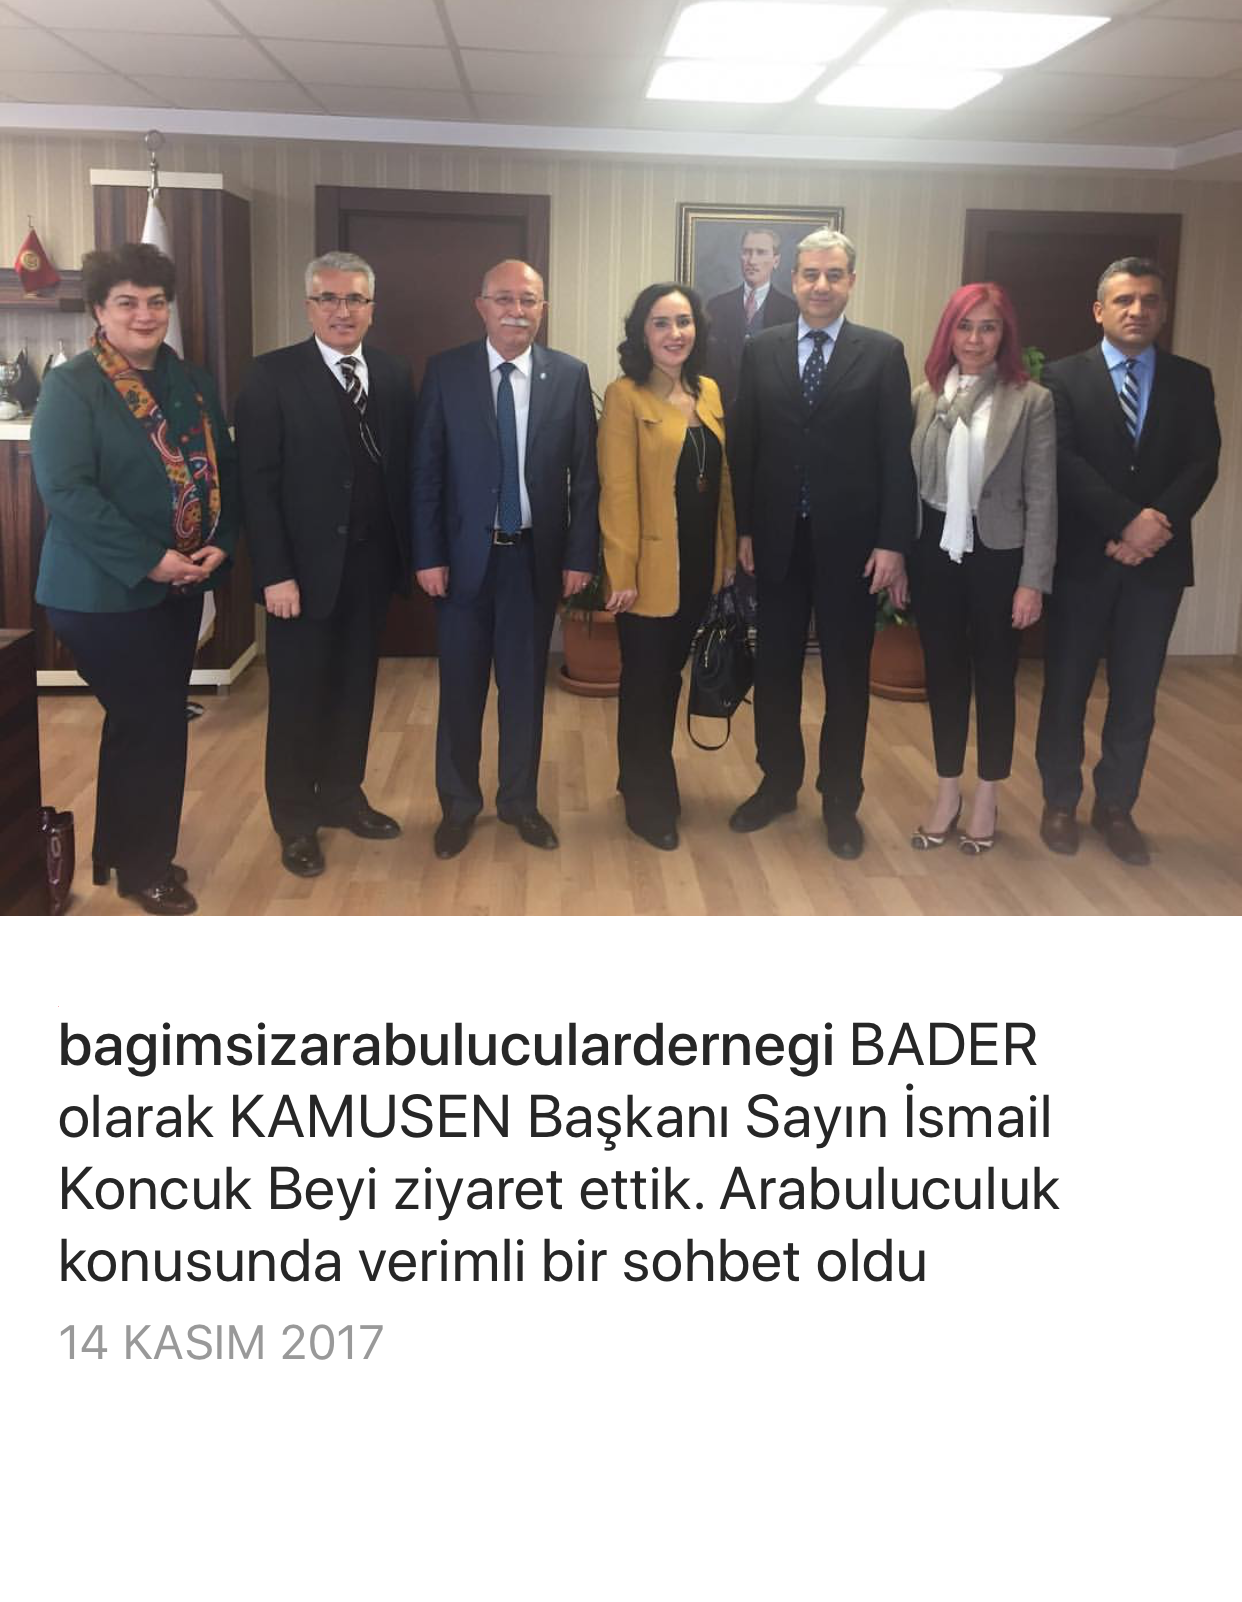 bagimsizarabulucularderneği BADER
olarak KAMUSEN Başkanı Sayın İsmail
Koncuk Beyi ziyaret ettik. Arabuluculuk
konusunda verimli bir sohbet oldu
14 KASIM 2017